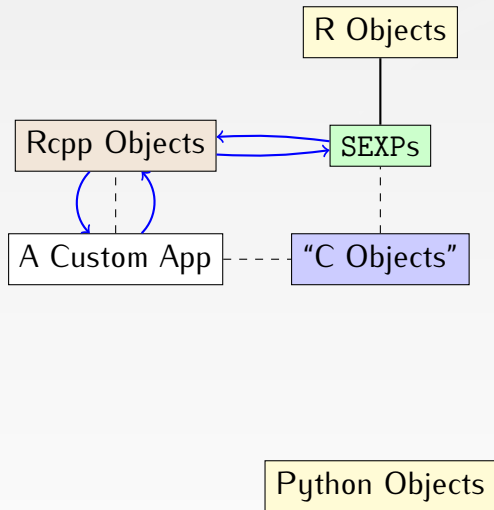 R Objects
Rcpp Objects
SEXPs
A Custom App
“C Objects”
Python Objects